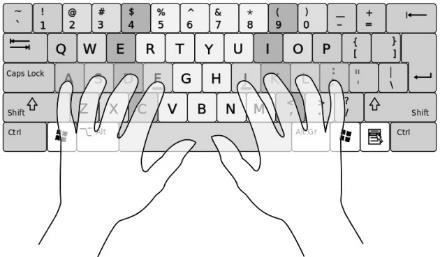 ~ ! @ # $ % ^ & * ( ) _ +
` 1 2 3 4 5 6 7 8 9 0 - =
Q W E R T Y U I O P { [ } ]
Caps Lock A S D F G H J K L : ; " ' | \
Shift Z X C V B N M < , > . ? / Shift
Ctrl Alt Alt Gr Ctrl